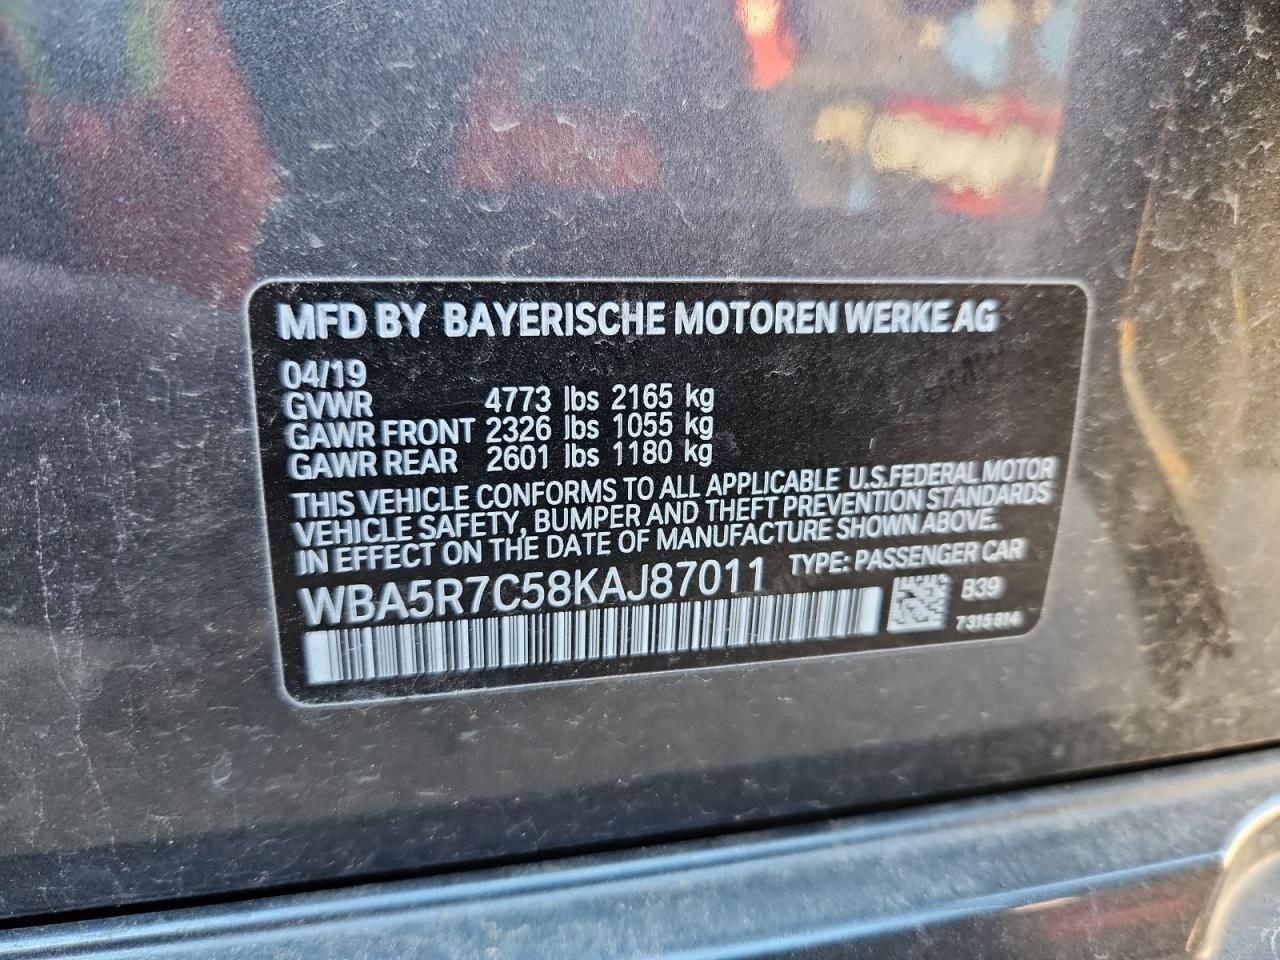 MFD BY BAYERISCHE MOTOREN WERKE AG
04/19
GVWR 4773 lbs 2165 kg
GAWR FRONT 2326 lbs 1055 kg
GAWR REAR 2601 lbs 1180 kg
THIS VEHICLE CONFORMS TO ALL APPLICABLE U.S.FEDERAL MOTOR
VEHICLE SAFETY, BUMPER AND THEFT PREVENTION STANDARDS
IN EFFECT ON THE DATE OF MANUFACTURE SHOWN ABOVE.
WBA5R7C58KAJ87011 TYPE: PASSENGER CAR
B39
7315814